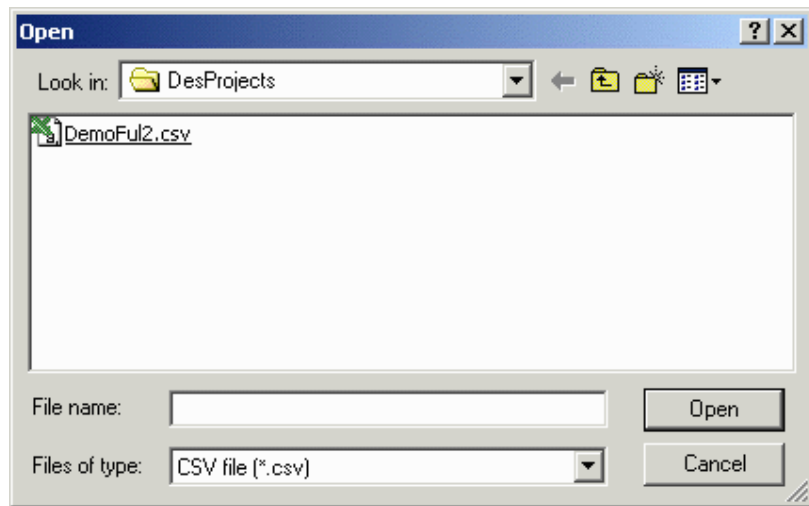 Open
Look in: DesProjects
DemoFul2.csv
File name: Open
Files of type: CSV file (*.csv) Cancel